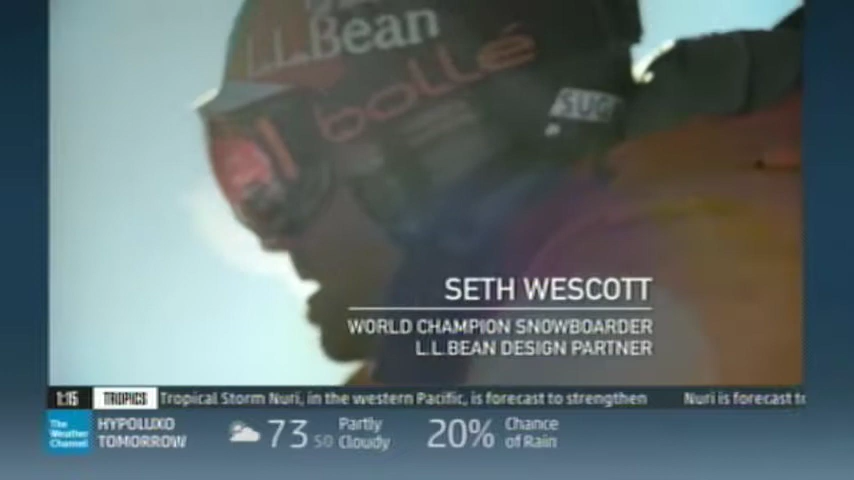 L.L.Bean
bollé
SUG
SETH WESCOTT
WORLD CHAMPION SNOWBOARDER
L.L.BEAN DESIGN PARTNER
1:15 TROPICS Tropical Storm Nuri, in the western Pacific, is forecast to strengthen Nuri is forecast
The Weather Channel
HYPOLUXO TOMORROW
73 50 Partly Cloudy
20% Chance of Rain